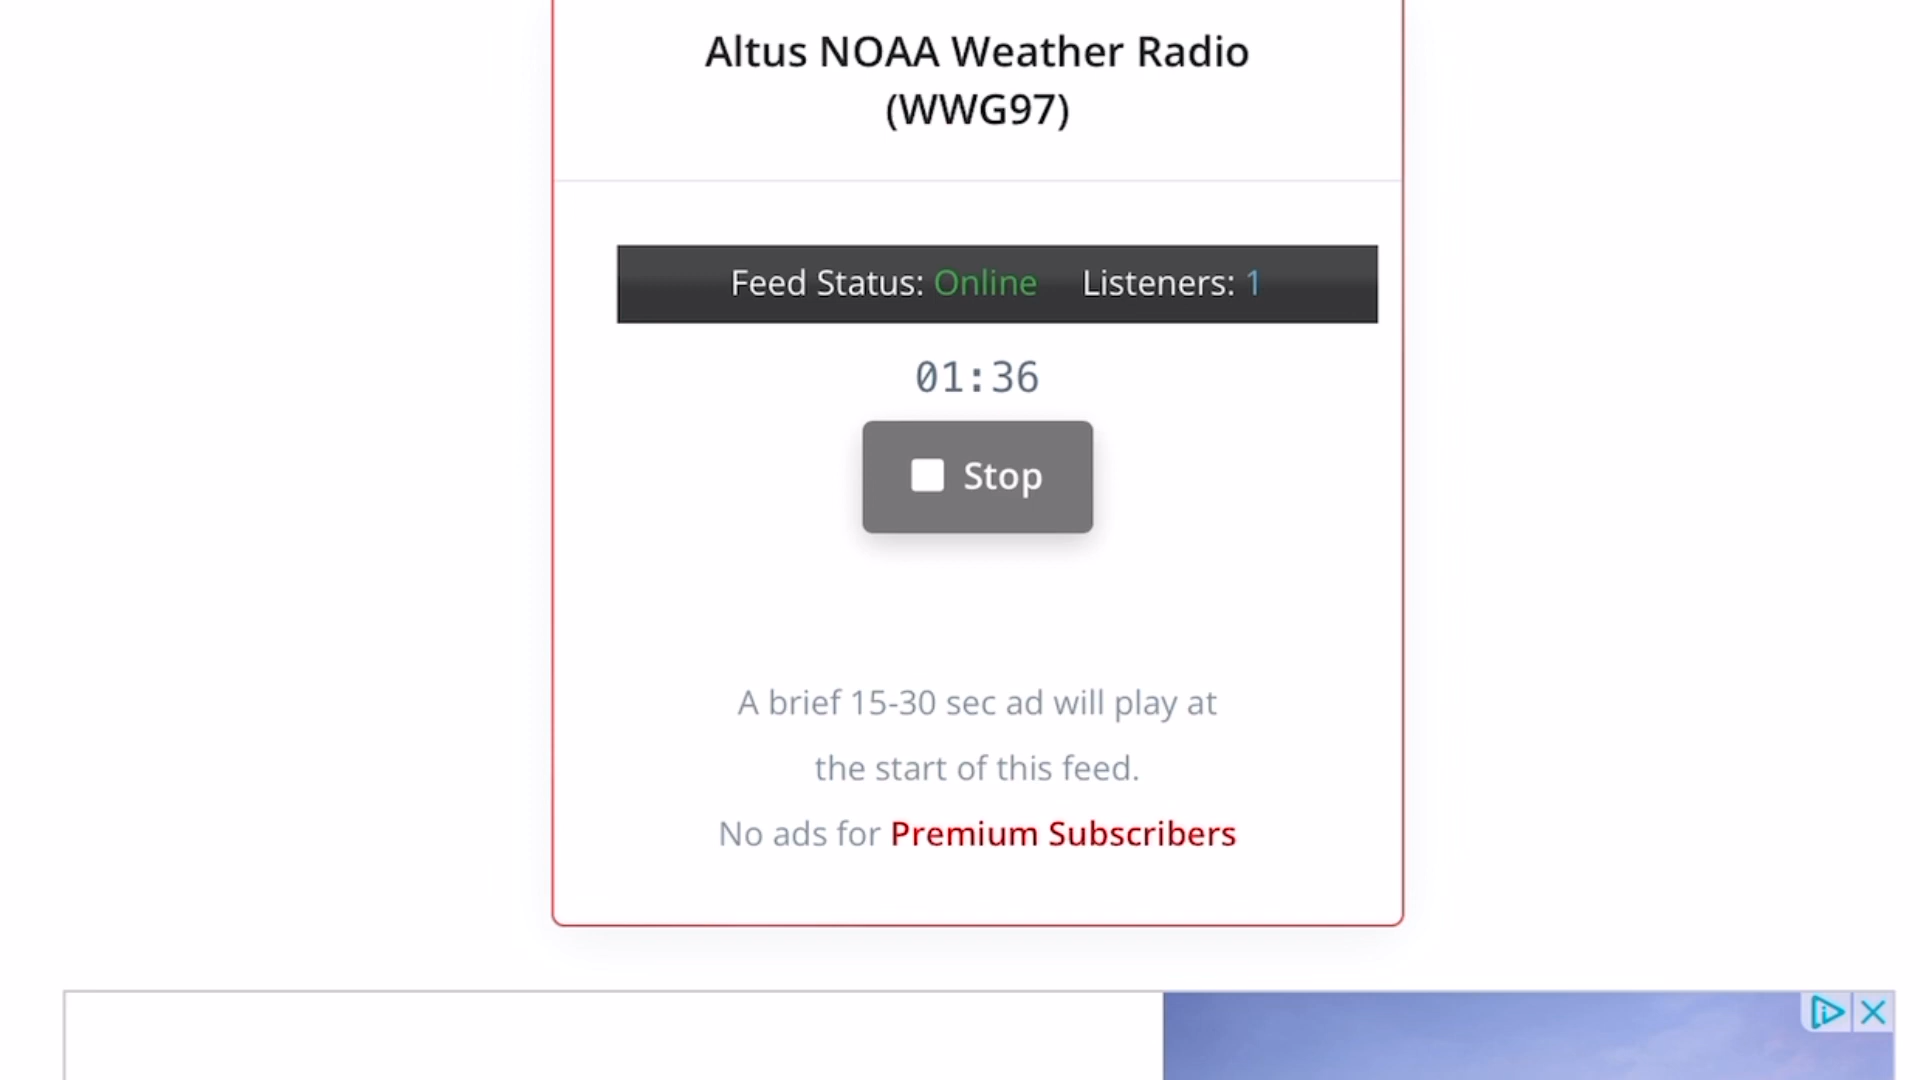 Altus NOAA Weather Radio
(WWG97)
Feed Status: Online Listeners: 1
01:36
Stop
A brief 15-30 sec ad will play at
the start of this feed.
No ads for Premium Subscribers